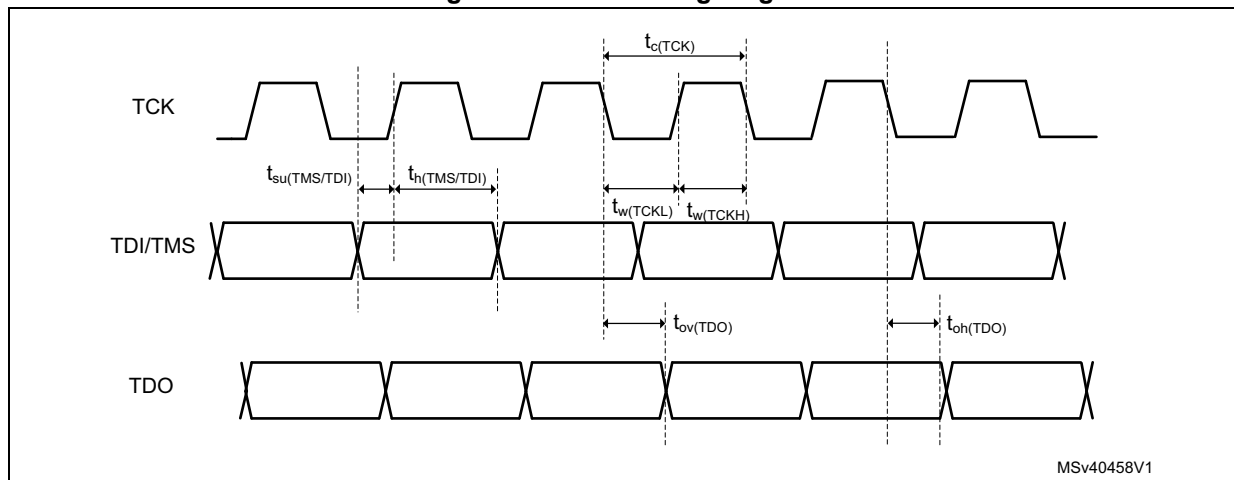 tc(TCK)
TCK
tsu(TMS/TDI)
th(TMS/TDI)
tw(TCKL)
tw(TCKH)
TDI/TMS
tov(TDO)
toh(TDO)
TDO
MSv40458V1